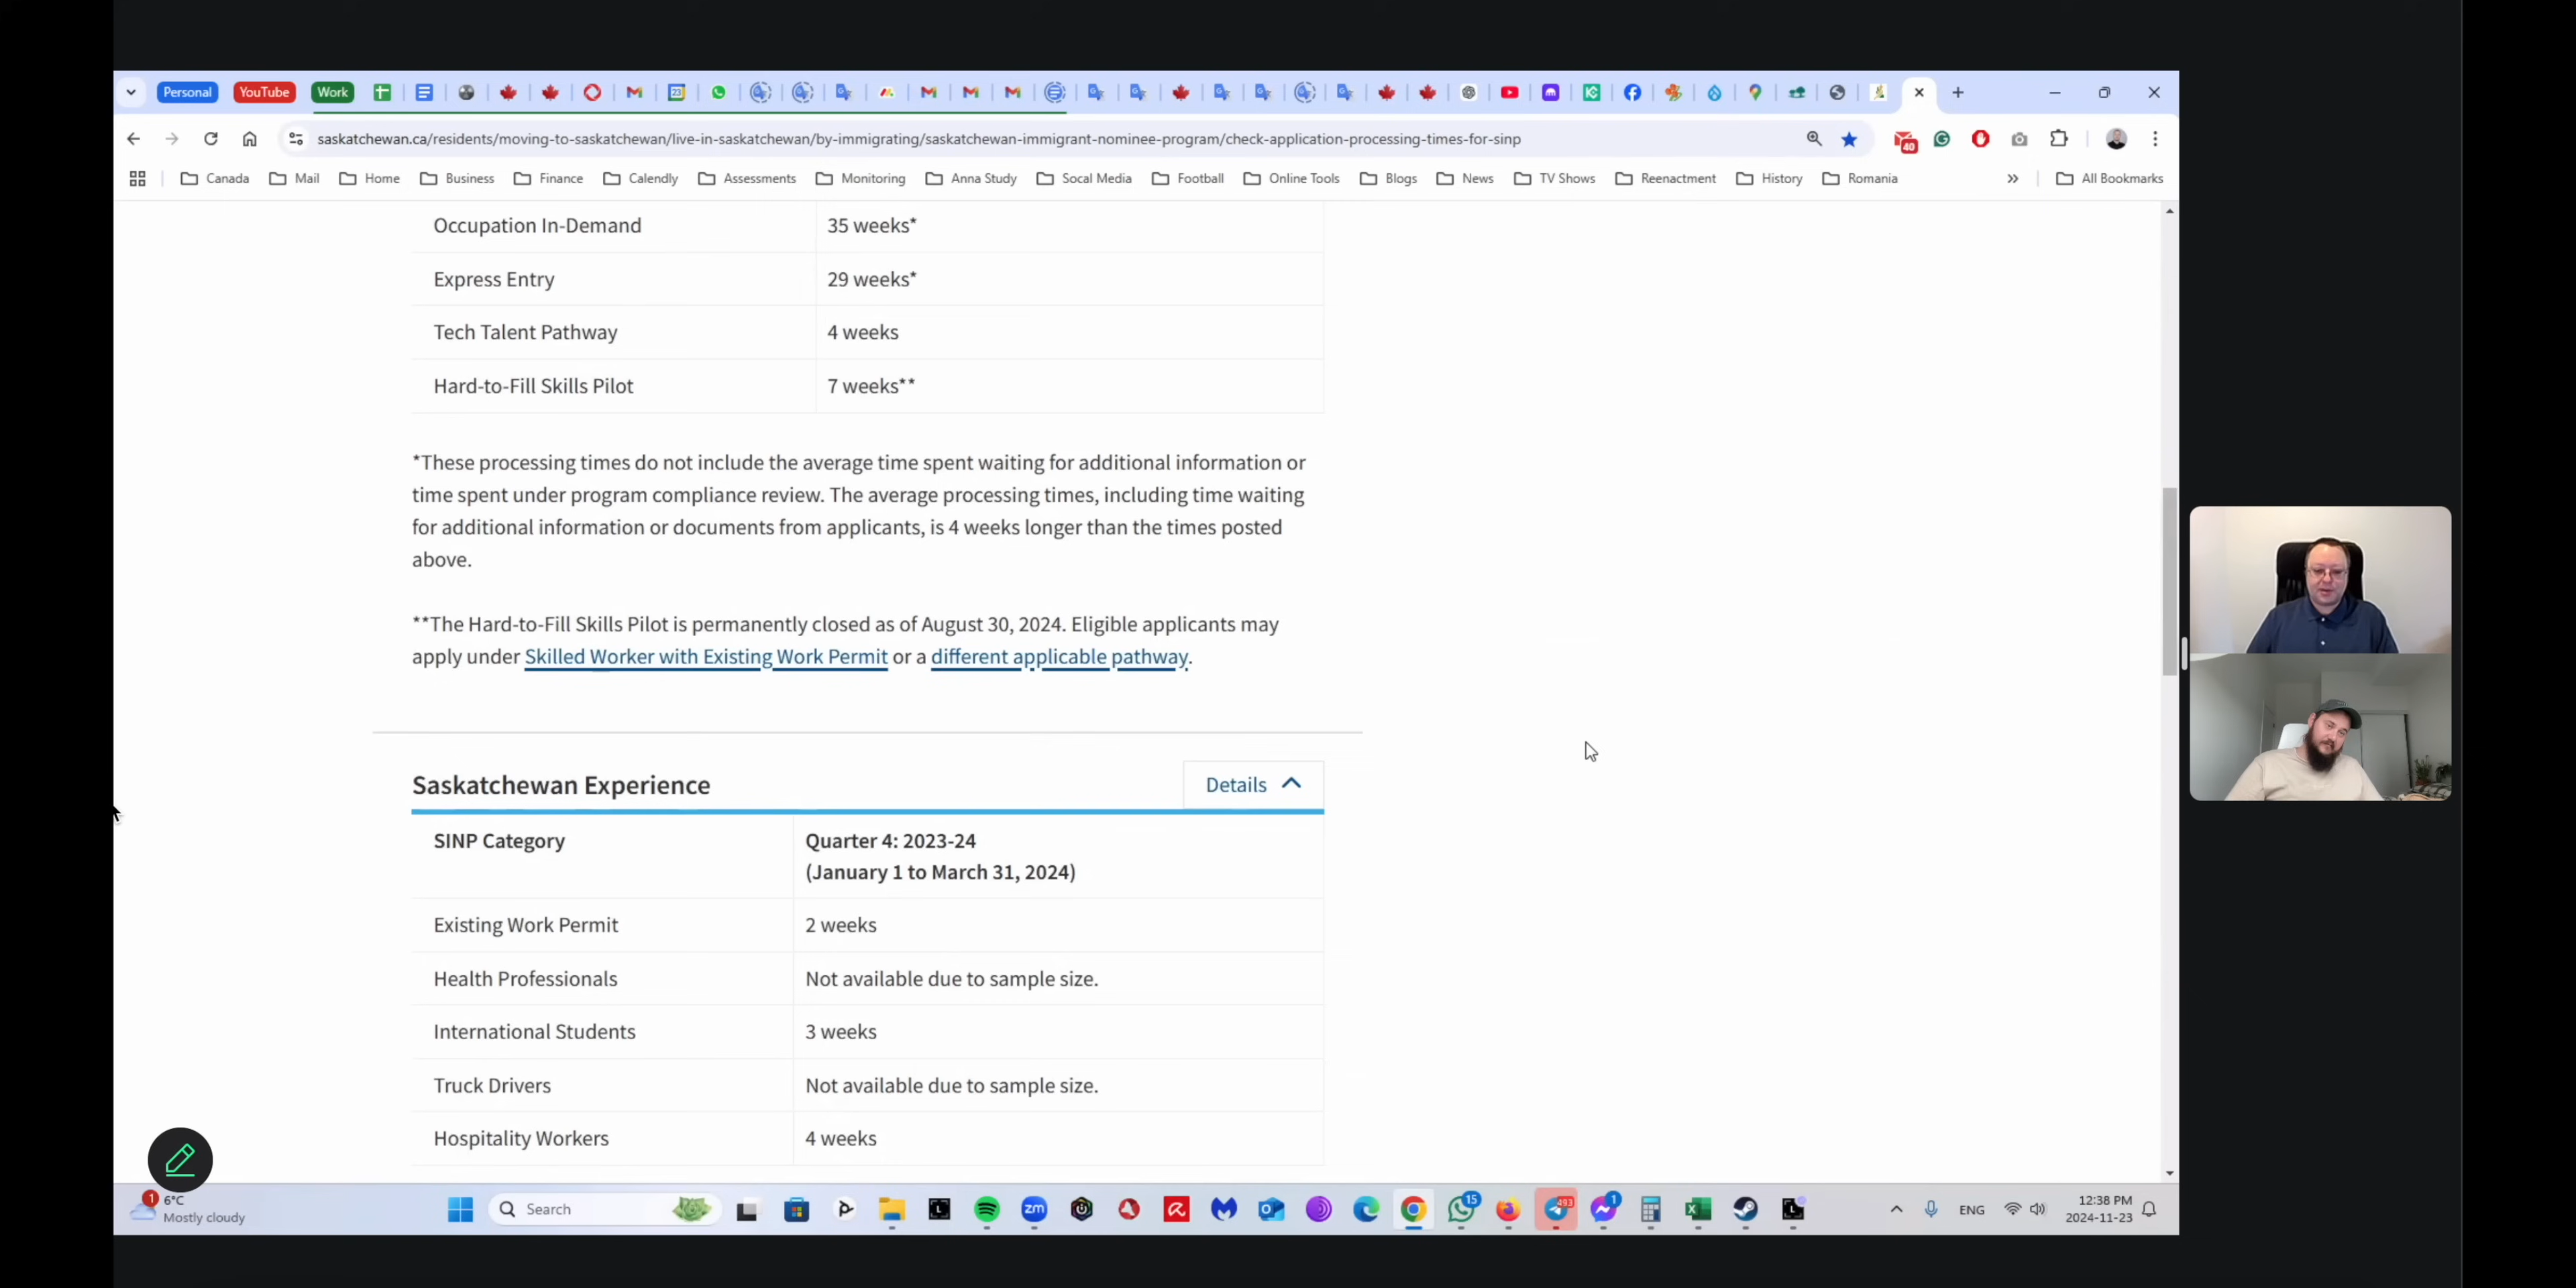 Personal YouTube Work
saskatchewan.ca/residents/moving-to-saskatchewan/live-in-saskatchewan/by-immigrating/saskatchewan-immigrant-nominee-program/check-application-processing-times-for-sinp
40
Canada Mail Home Business Finance Calendly Assessments Monitoring Anna Study Socal Media Football Online Tools Blogs News TV Shows Reenactment History Romania » All Bookmarks
Occupation In-Demand 35 weeks*
Express Entry 29 weeks*
Tech Talent Pathway 4 weeks
Hard-to-Fill Skills Pilot 7 weeks**
*These processing times do not include the average time spent waiting for additional information or
time spent under program compliance review. The average processing times, including time waiting
for additional information or documents from applicants, is 4 weeks longer than the times posted
above.
**The Hard-to-Fill Skills Pilot is permanently closed as of August 30, 2024. Eligible applicants may
apply under Skilled Worker with Existing Work Permit or a different applicable pathway.
Saskatchewan Experience Details
SINP Category Quarter 4: 2023-24
(January 1 to March 31, 2024)
Existing Work Permit 2 weeks
Health Professionals Not available due to sample size.
International Students 3 weeks
Truck Drivers Not available due to sample size.
Hospitality Workers 4 weeks
1 6°C
Mostly cloudy
Search
zm
15
493
1
ENG
12:38 PM
2024-11-23